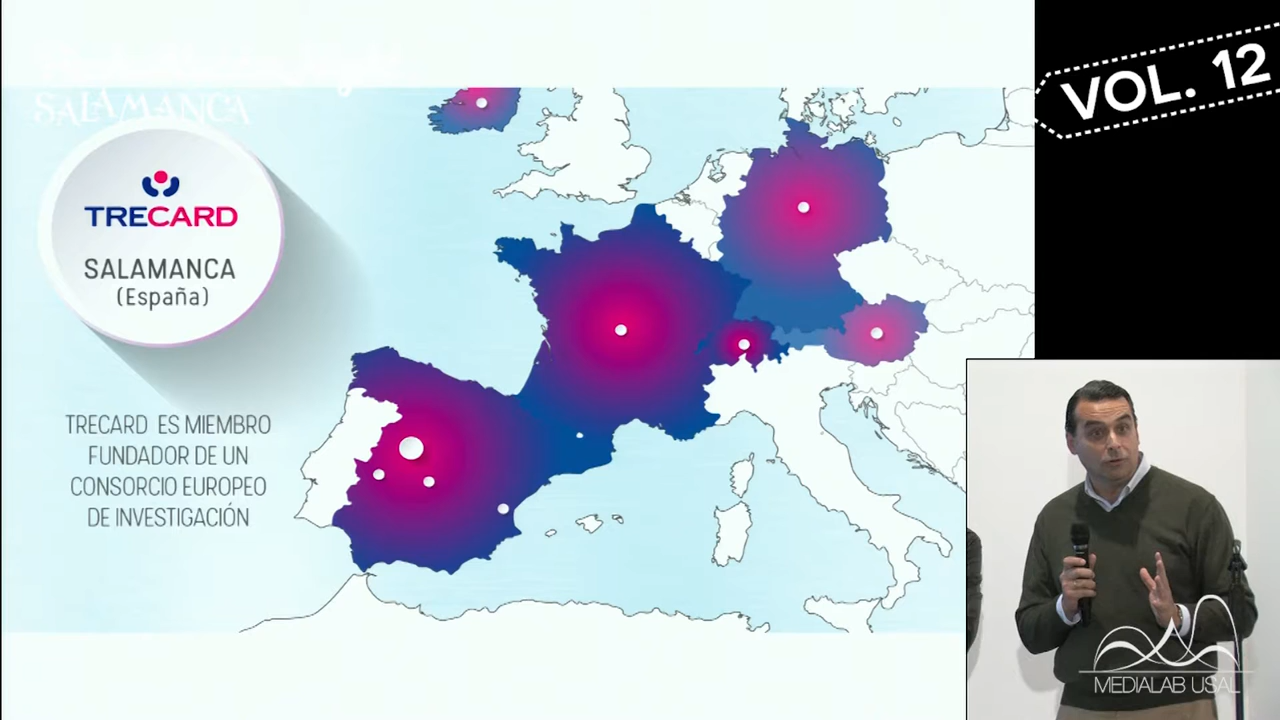 SALAMANCA
TRECARD
SALAMANCA
(España)
TRECARD ES MIEMBRO
FUNDADOR DE UN
CONSORCIO EUROPEO
DE INVESTIGACIÓN
VOL. 12
MEDIALAB USAL